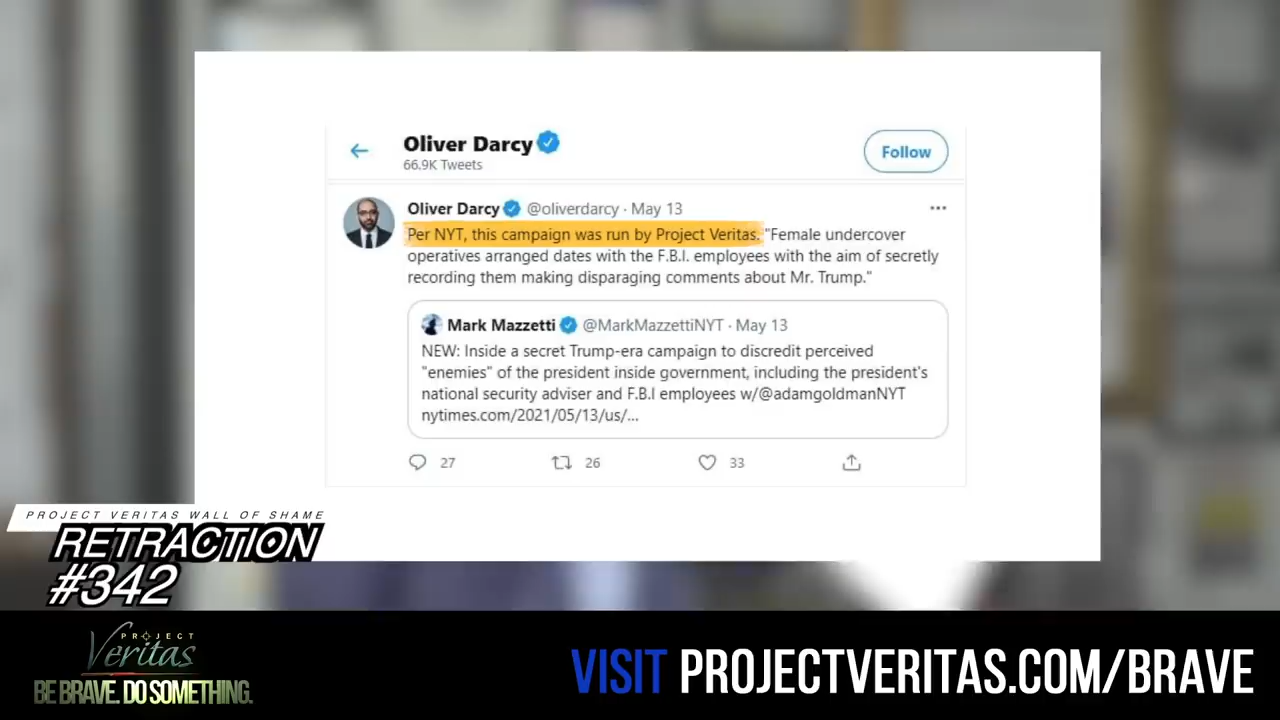 Oliver Darcy
66.9K Tweets
Follow
Oliver Darcy @oliverdarcy · May 13
Per NYT, this campaign was run by Project Veritas. "Female undercover
operatives arranged dates with the F.B.I. employees with the aim of secretly
recording them making disparaging comments about Mr. Trump."
Mark Mazzetti @MarkMazzettiNYT · May 13
NEW: Inside a secret Trump-era campaign to discredit perceived
"enemies" of the president inside government, including the president's
national security adviser and F.B.I employees w/@adamgoldmanNYT
nytimes.com/2021/05/13/us/...
27 26 33
PROJECT VERITAS WALL OF SHAME
RETRACTION
#342
PROJECT
Veritas
BE BRAVE. DO SOMETHING.
VISIT PROJECTVERITAS.COM/BRAVE